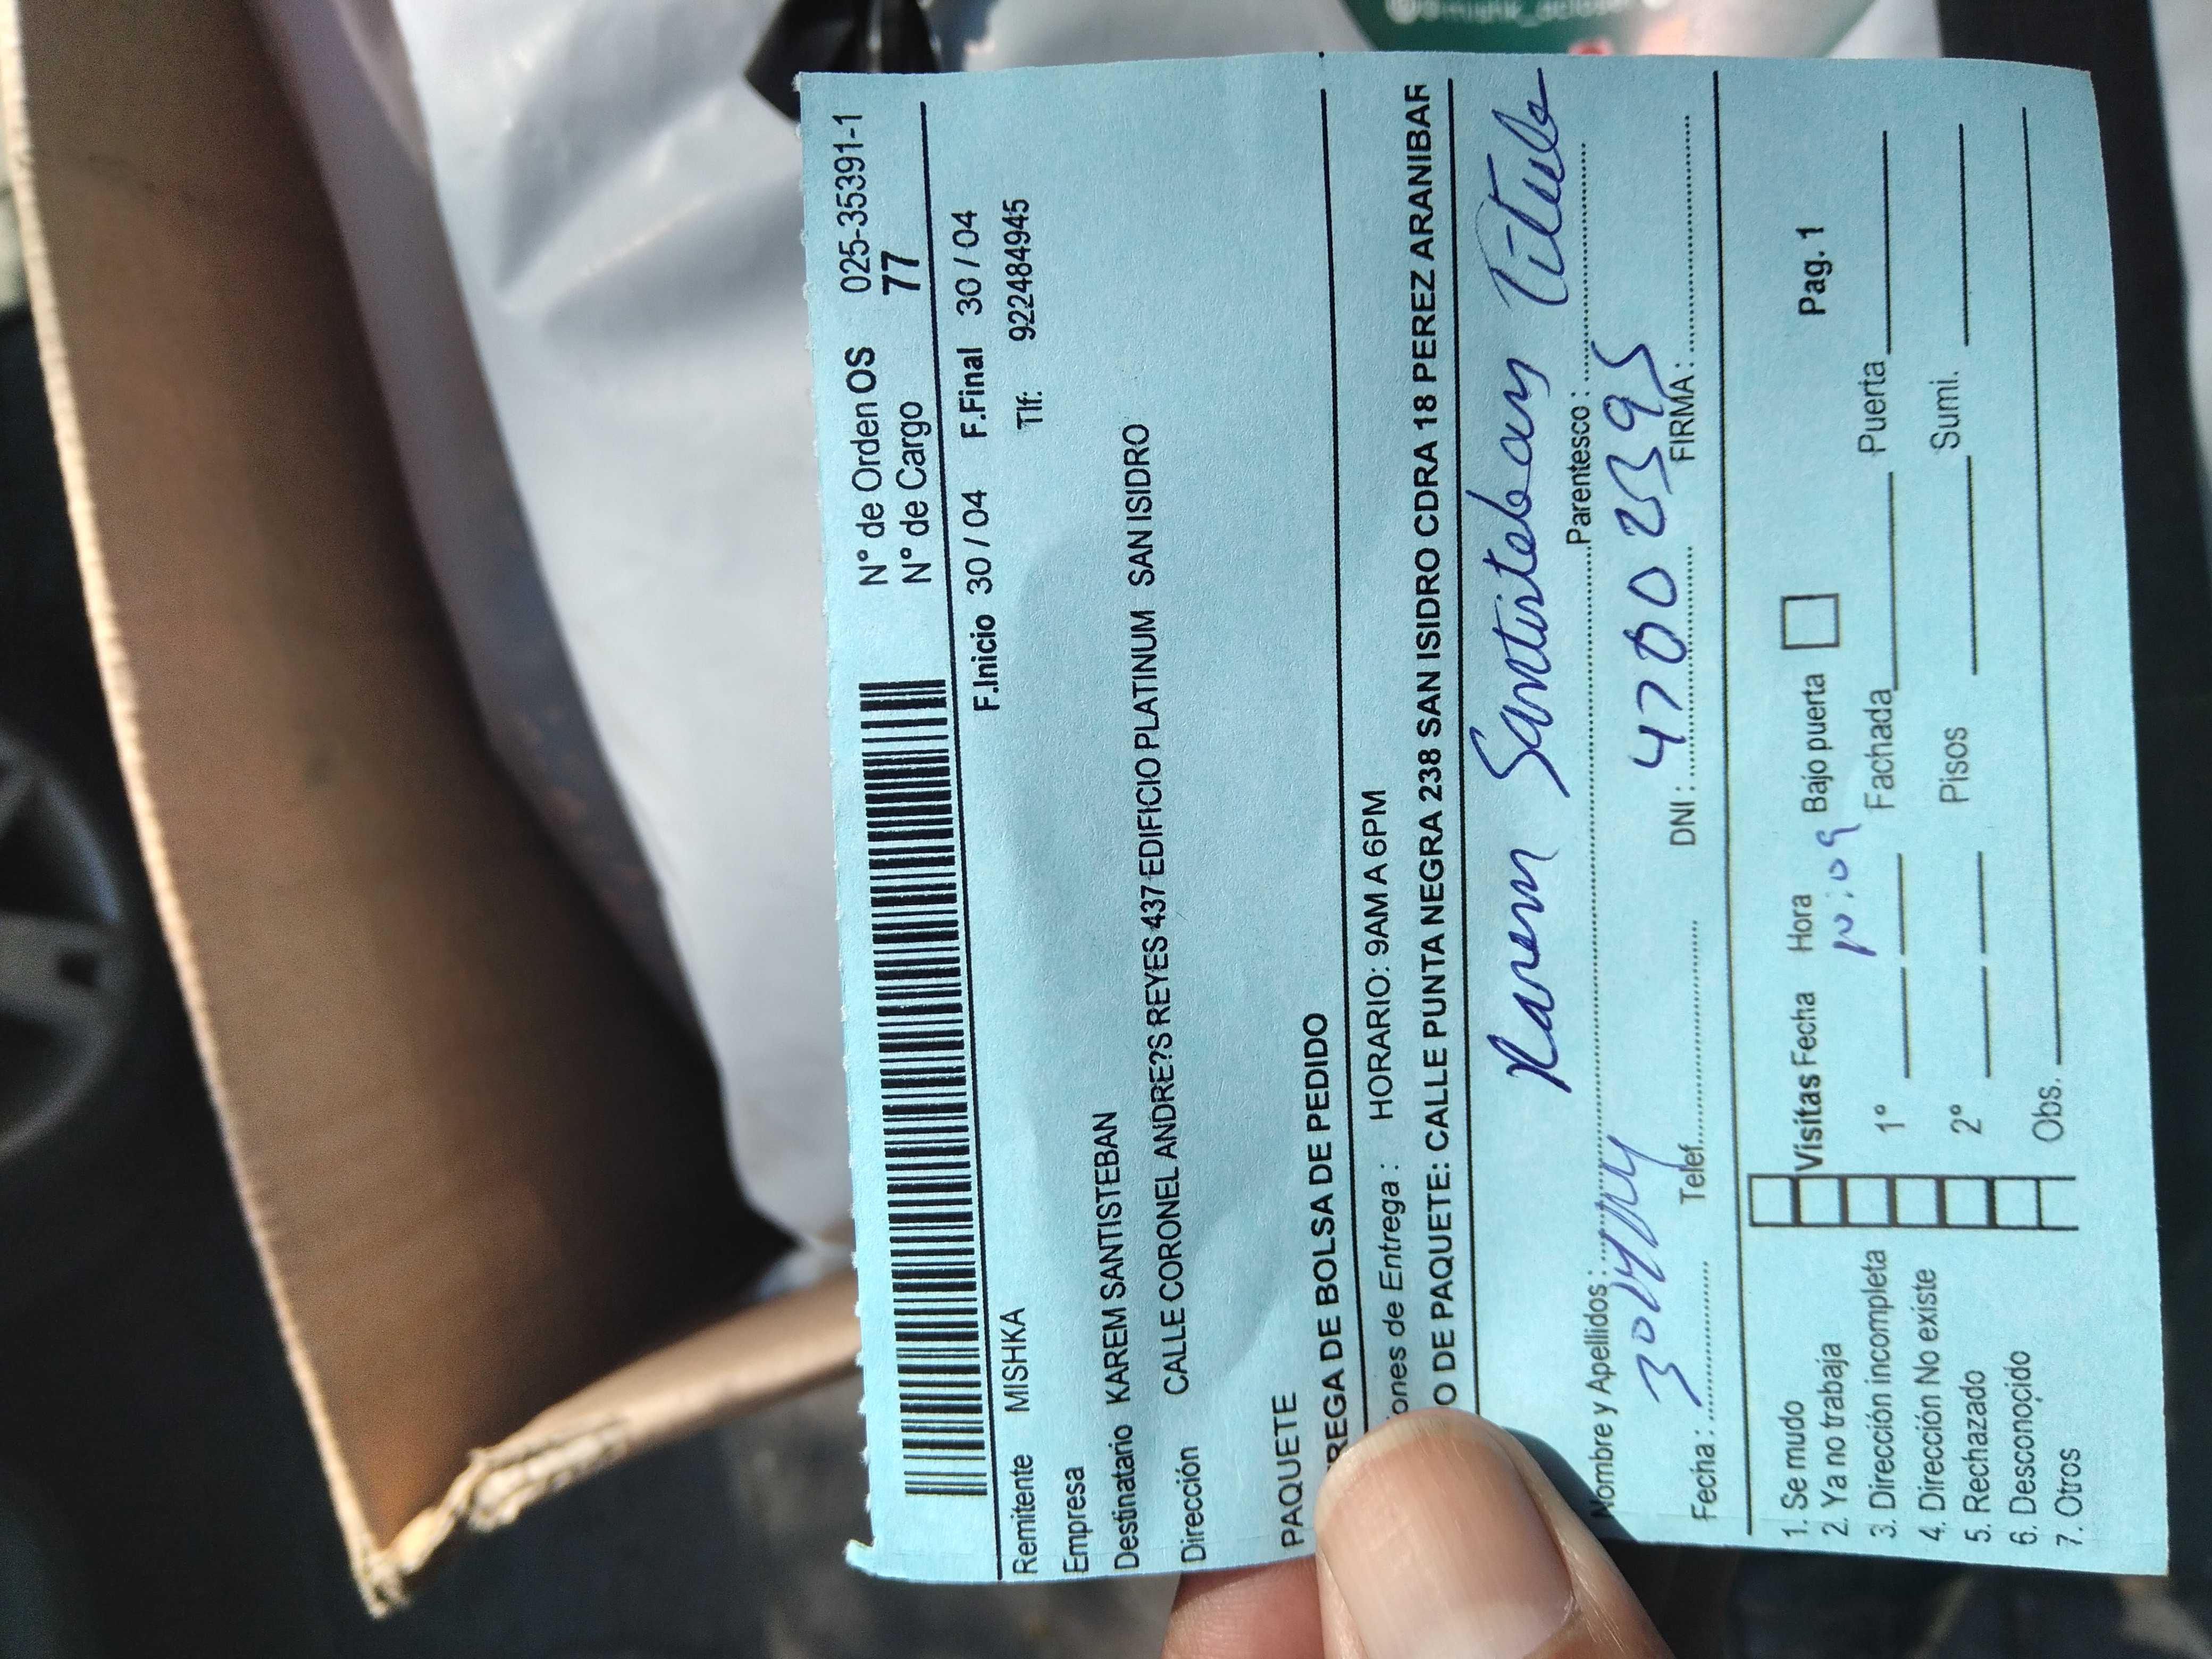 N° de Orden OS 025-35391-1
N° de Cargo 77
F.Inicio 30 / 04 F.Final 30 / 04
Remitente MISHKA Tlf: 922484945
Empresa
Destinatario KAREM SANTISTEBAN
Dirección CALLE CORONEL ANDRE?S REYES 437 EDIFICIO PLATINUM SAN ISIDRO
PAQUETE
REGA DE BOLSA DE PEDIDO
ones de Entrega : HORARIO: 9AM A 6PM
O DE PAQUETE: CALLE PUNTA NEGRA 238 SAN ISIDRO CDRA 18 PEREZ ARANIBAR
Karem Santisteban Titular
Nombre y Apellidos: Parentesco :
47002395
Fecha: Telef. DNI : FIRMA:
1. Se mudo
2. Ya no trabaja
3. Dirección incompleta
4. Dirección No existe
5. Rechazado
6. Desconocido
7. Otros
Visitas Fecha Hora Bajo puerta Pag. 1
1° Fachada Puerta
2° Pisos Sumi.
Obs.